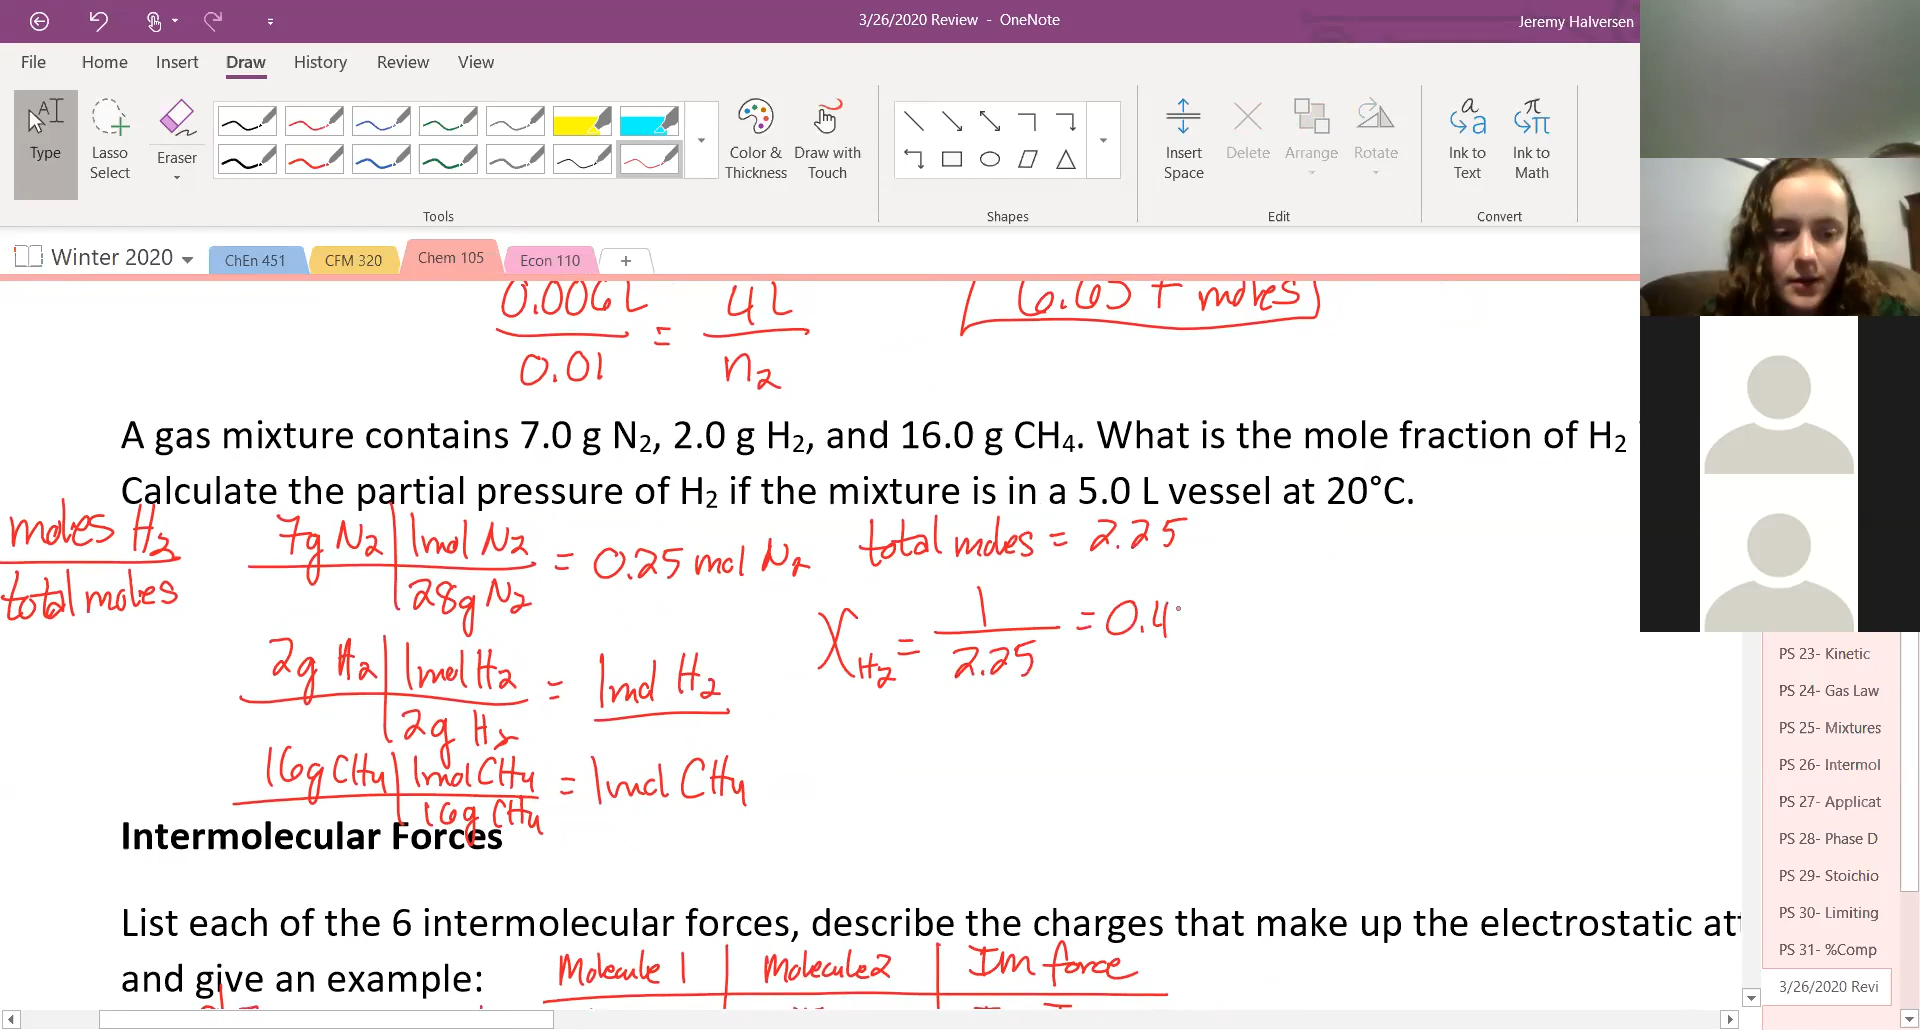 3/26/2020 Review - OneNote
Jeremy Halversen
File Home Insert Draw History Review View
Type
Lasso Select
Eraser
Color & Thickness
Draw with Touch
Insert Space
Delete
Arrange
Rotate
Ink to Text
Ink to Math
Tools Shapes Edit Convert
Winter 2020 ChEn 451 CFM 320 Chem 105 Econ 110 +
0.006L / 0.01 = 4L / n₂
6.65 + moles
A gas mixture contains 7.0 g N₂, 2.0 g H₂, and 16.0 g CH₄. What is the mole fraction of H₂
Calculate the partial pressure of H₂ if the mixture is in a 5.0 L vessel at 20°C.
moles H₂ / total moles
7g N₂ | 1mol N₂ / 28g N₂ = 0.25 mol N₂
total moles = 2.25
X H₂ = 1 / 2.25 = 0.4
2g H₂ | 1mol H₂ / 2g H₂ = 1mol H₂
16g CH₄ | 1mol CH₄ / 16g CH₄ = 1mol CH₄
Intermolecular Forces
List each of the 6 intermolecular forces, describe the charges that make up the electrostatic
and give an example:
Molecule 1 | Molecule 2 | IM force
PS 23- Kinetic
PS 24- Gas Law
PS 25- Mixtures
PS 26- Intermol
PS 27- Applicat
PS 28- Phase D
PS 29- Stoichio
PS 30- Limiting
PS 31- %Comp
3/26/2020 Revi